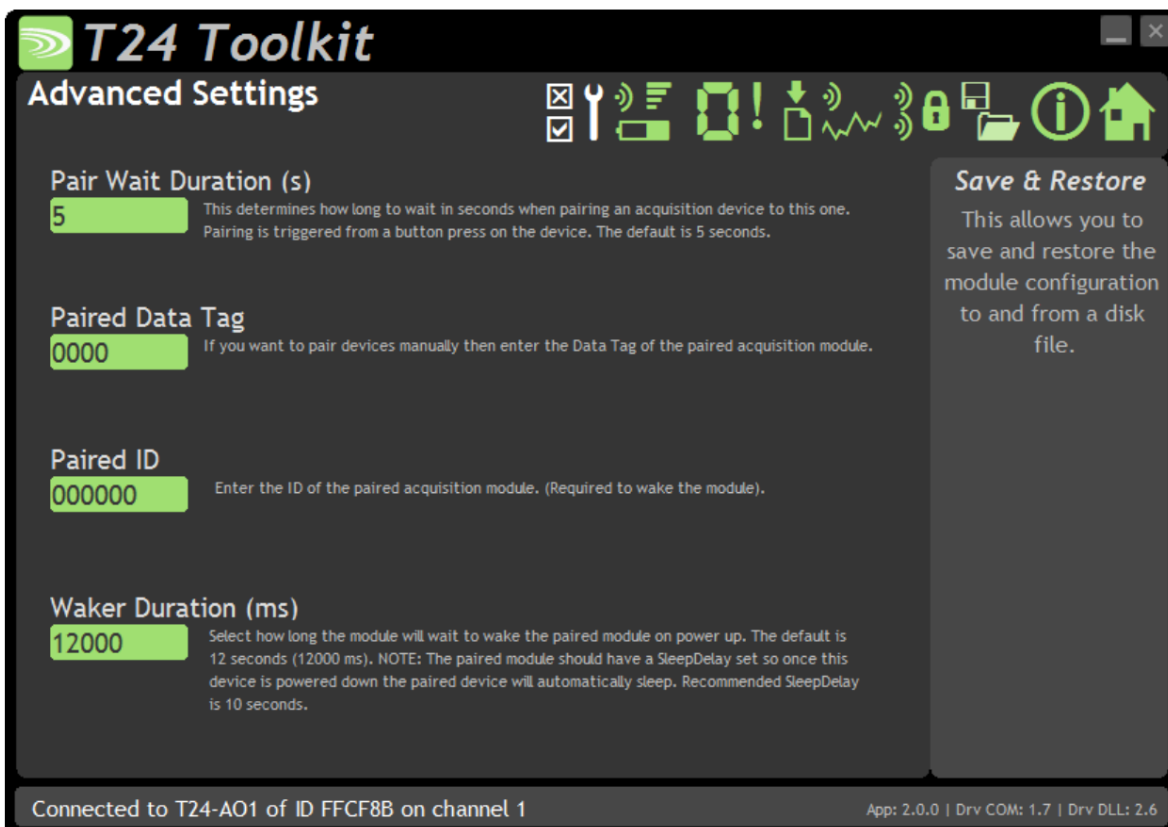 T24 Toolkit
Advanced Settings
Pair Wait Duration (s)
5
This determines how long to wait in seconds when pairing an acquisition device to this one.
Pairing is triggered from a button press on the device. The default is 5 seconds.
Paired Data Tag
0000
If you want to pair devices manually then enter the Data Tag of the paired acquisition module.
Paired ID
000000
Enter the ID of the paired acquisition module. (Required to wake the module).
Waker Duration (ms)
12000
Select how long the module will wait to wake the paired module on power up. The default is
12 seconds (12000 ms). NOTE: The paired module should have a SleepDelay set so once this
device is powered down the paired device will automatically sleep. Recommended SleepDelay
is 10 seconds.
Save & Restore
This allows you to
save and restore the
module configuration
to and from a disk
file.
Connected to T24-AO1 of ID FFCF8B on channel 1
App: 2.0.0 | Drv COM: 1.7 | Drv DLL: 2.6